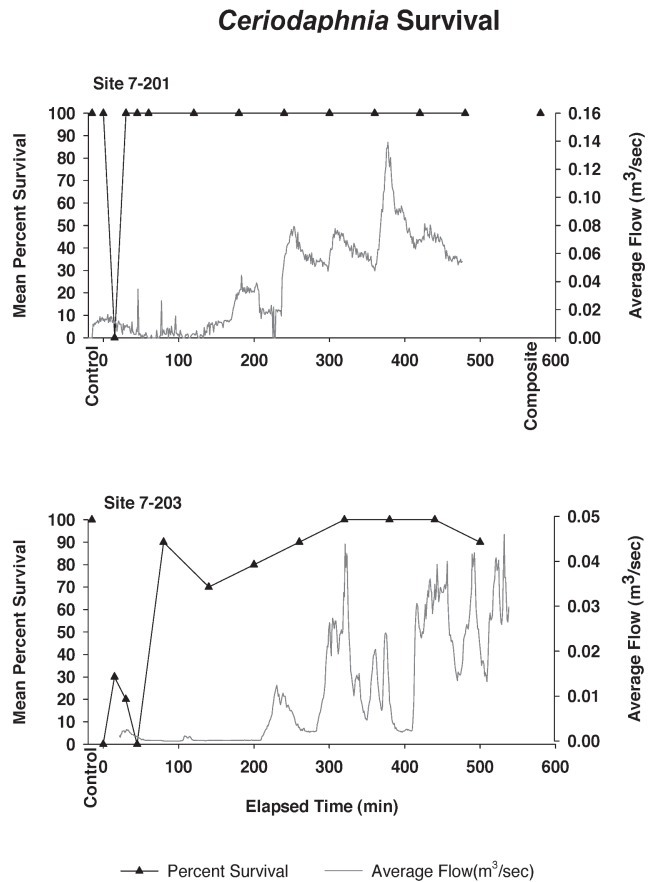 Ceriodaphnia Survival
Site 7-201
Mean Percent Survival
100
90
80
70
60
50
40
30
20
10
0
0.16
0.14
0.12
0.10
0.08
0.06
0.04
0.02
0.00
Average Flow (m³/sec)
Control
0 100 200 300 400 500 600
Composite
Site 7-203
Mean Percent Survival
100
90
80
70
60
50
40
30
20
10
0
0.05
0.04
0.03
0.02
0.01
0.00
Average Flow (m³/sec)
Control
0 100 200 300 400 500 600
Elapsed Time (min)
Percent Survival Average Flow(m³/sec)